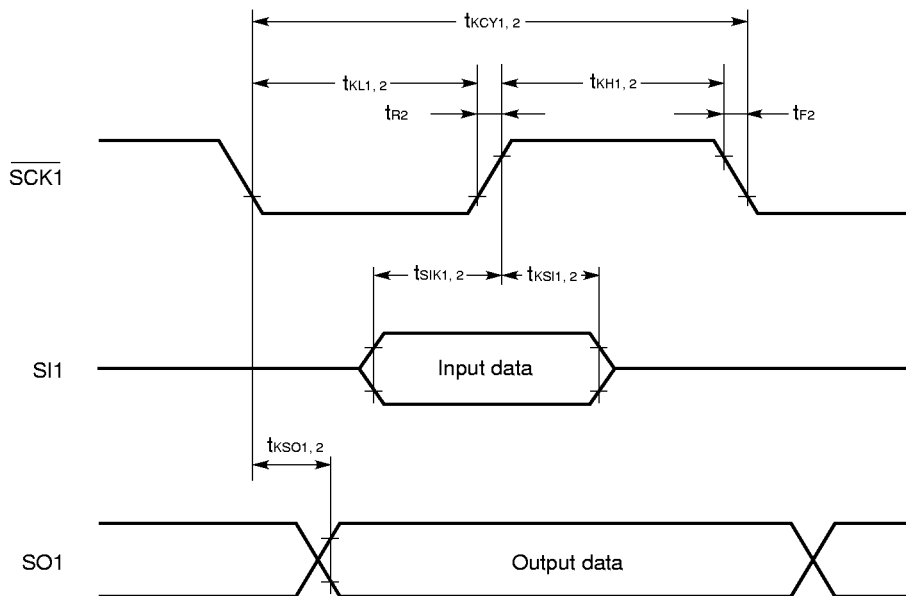 tKCY1, 2
tKL1, 2
tKH1, 2
tR2
tF2
SCK1
tSIK1, 2
tKSI1, 2
SI1
Input data
tKSO1, 2
SO1
Output data